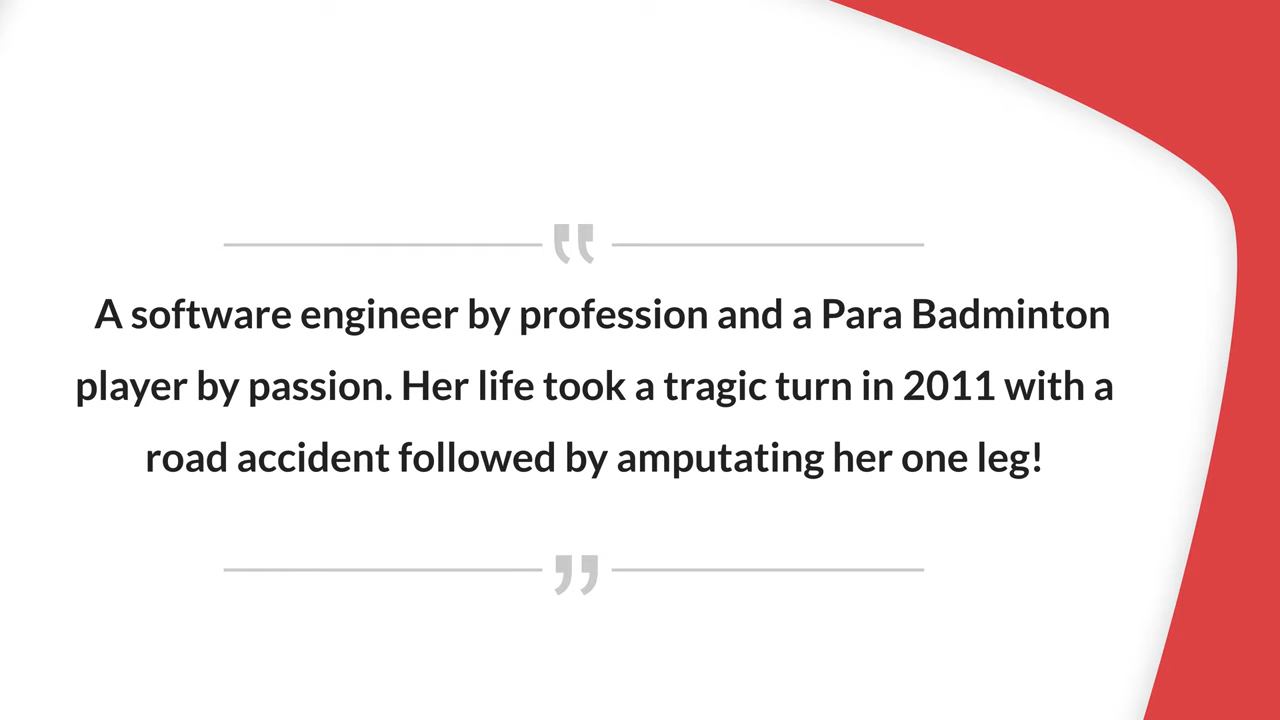 A software engineer by profession and a Para Badminton
player by passion. Her life took a tragic turn in 2011 with a
road accident followed by amputating her one leg!